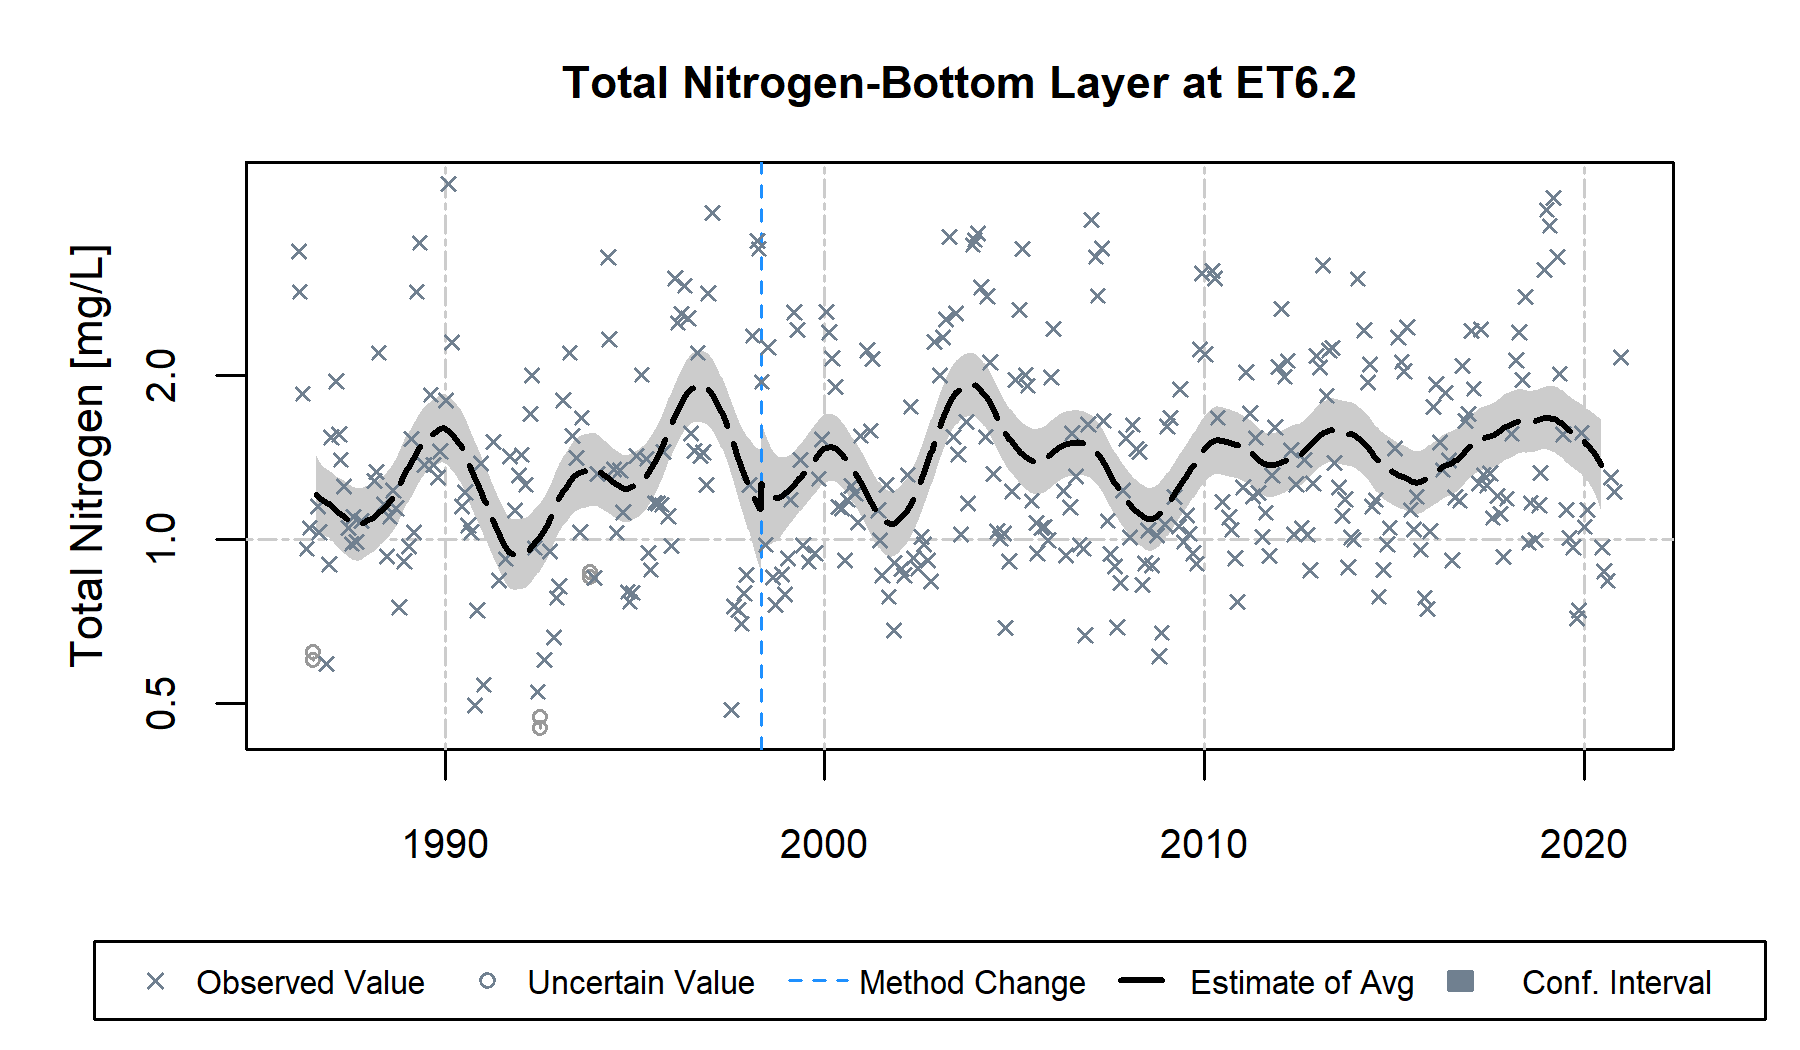 Total Nitrogen-Bottom Layer at ET6.2
Total Nitrogen [mg/L]
2.0
1.0
0.5
1990 2000 2010 2020
Observed Value Uncertain Value Method Change Estimate of Avg Conf. Interval